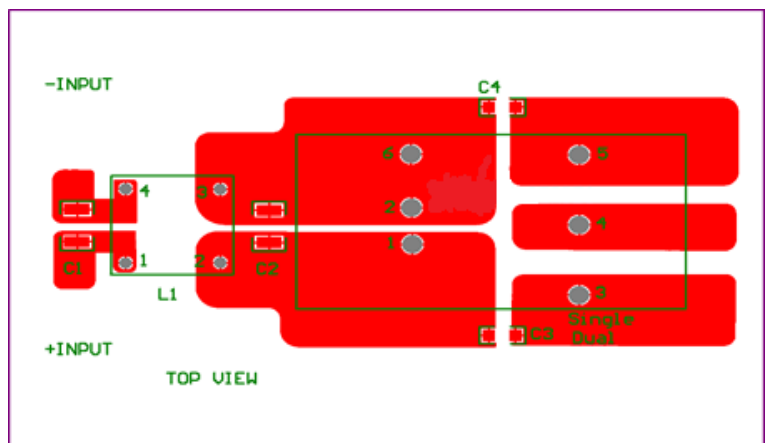 -INPUT
C4
6
5
4
3
2
4
1
1
2
C1
C2
3
L1
Single
C3
Dual
+INPUT
TOP VIEW